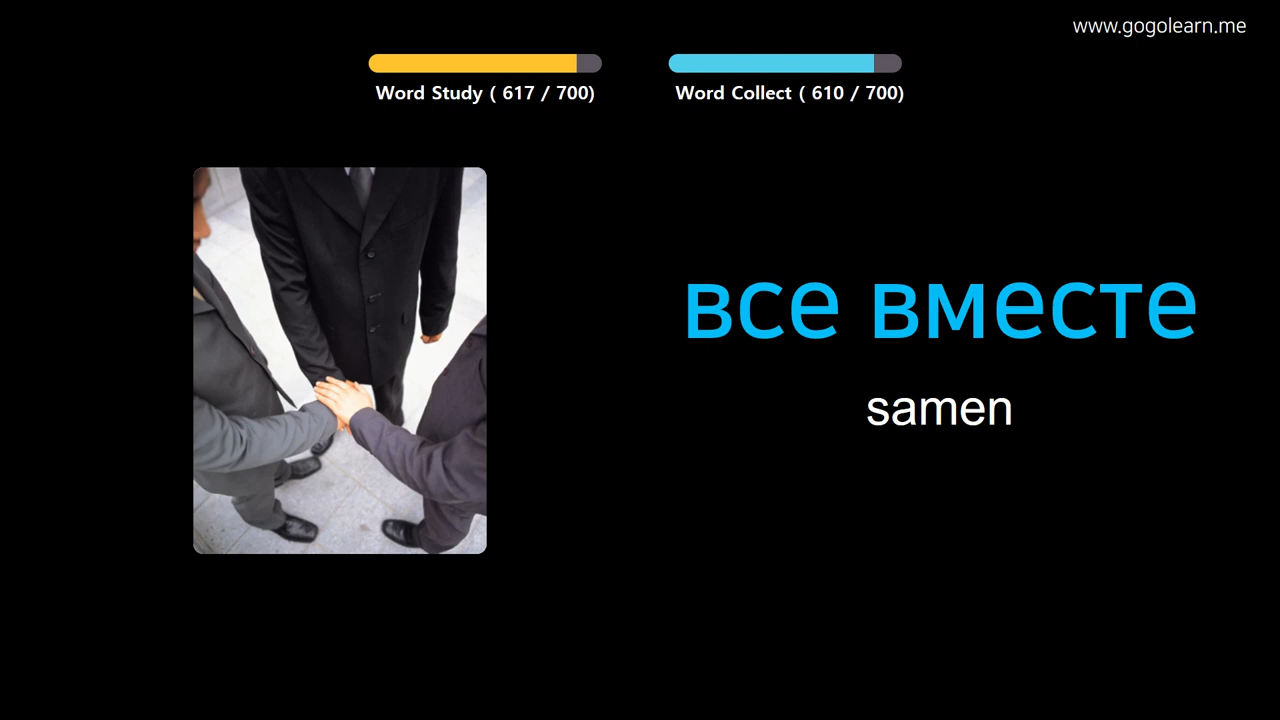 www.gogolearn.me
Word Study ( 617 / 700)
Word Collect ( 610 / 700)
все вместе
samen